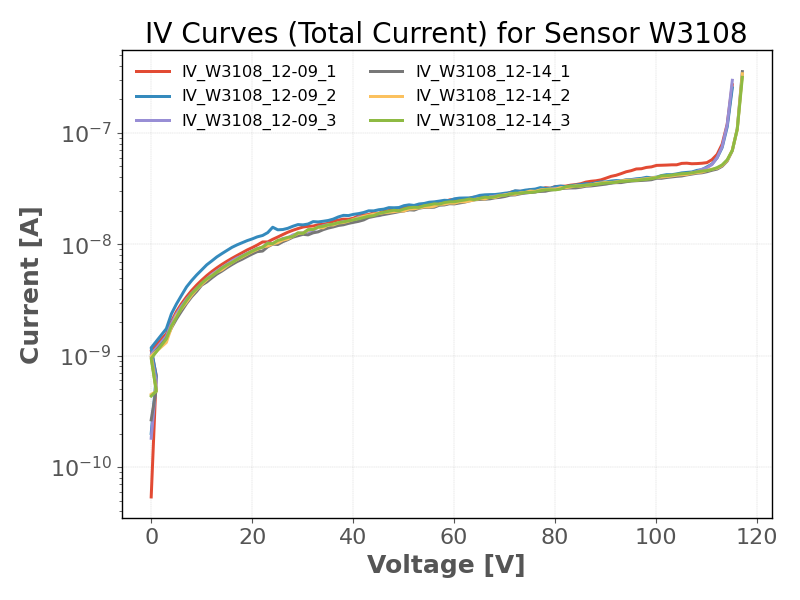 IV Curves (Total Current) for Sensor W3108
IV_W3108_12-09_1
IV_W3108_12-09_2
IV_W3108_12-09_3
IV_W3108_12-14_1
IV_W3108_12-14_2
IV_W3108_12-14_3
Current [A]
10⁻⁷
10⁻⁸
10⁻⁹
10⁻¹⁰
0 20 40 60 80 100 120
Voltage [V]